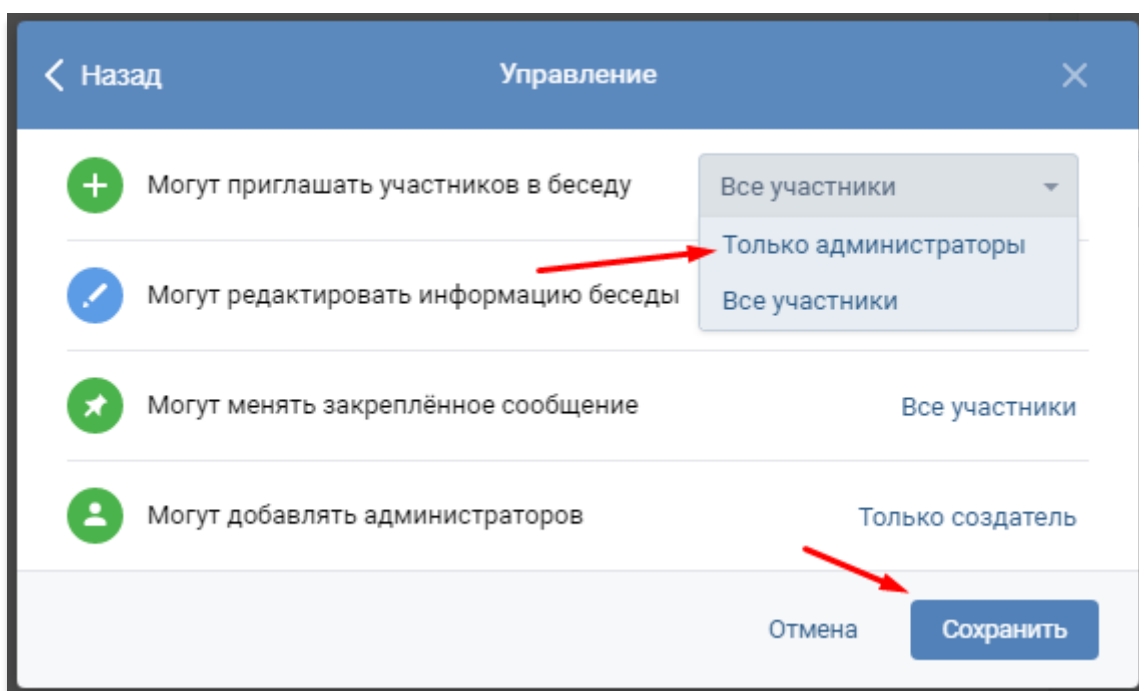 Назад
Управление
Могут приглашать участников в беседу
Все участники
Только администраторы
Могут редактировать информацию беседы
Все участники
Могут менять закреплённое сообщение
Все участники
Могут добавлять администраторов
Только создатель
Отмена
Сохранить